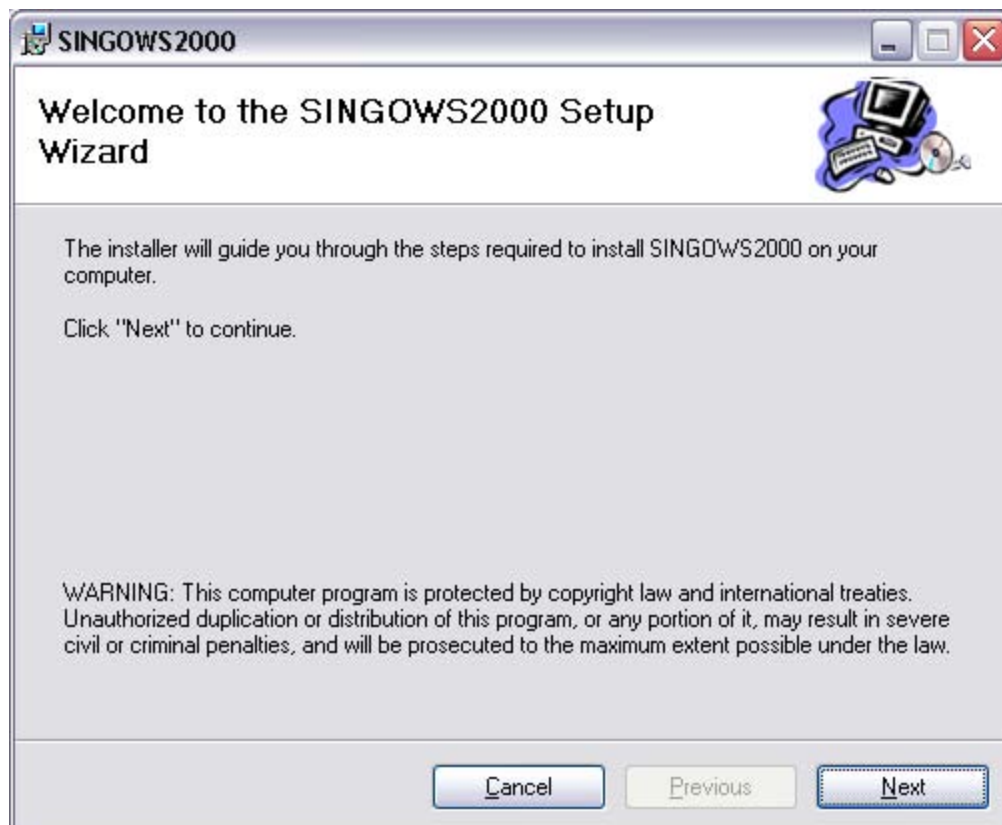 SINGOWS2000
Welcome to the SINGOWS2000 Setup
Wizard
The installer will guide you through the steps required to install SINGOWS2000 on your
computer.
Click "Next" to continue.
WARNING: This computer program is protected by copyright law and international treaties.
Unauthorized duplication or distribution of this program, or any portion of it, may result in severe
civil or criminal penalties, and will be prosecuted to the maximum extent possible under the law.
Cancel
Previous
Next